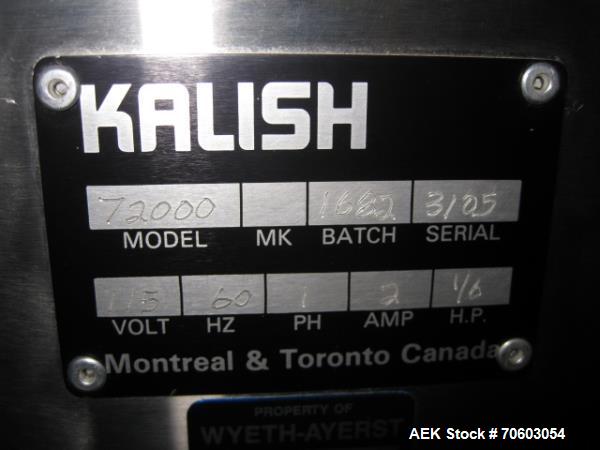 KALISH
72000 1682 3125
MODEL MK BATCH SERIAL
115 60 1 2 1/6
VOLT HZ PH AMP H.P.
Montreal & Toronto Canada
PROPERTY OF
WYETH-AYERST
AEK Stock # 70603054